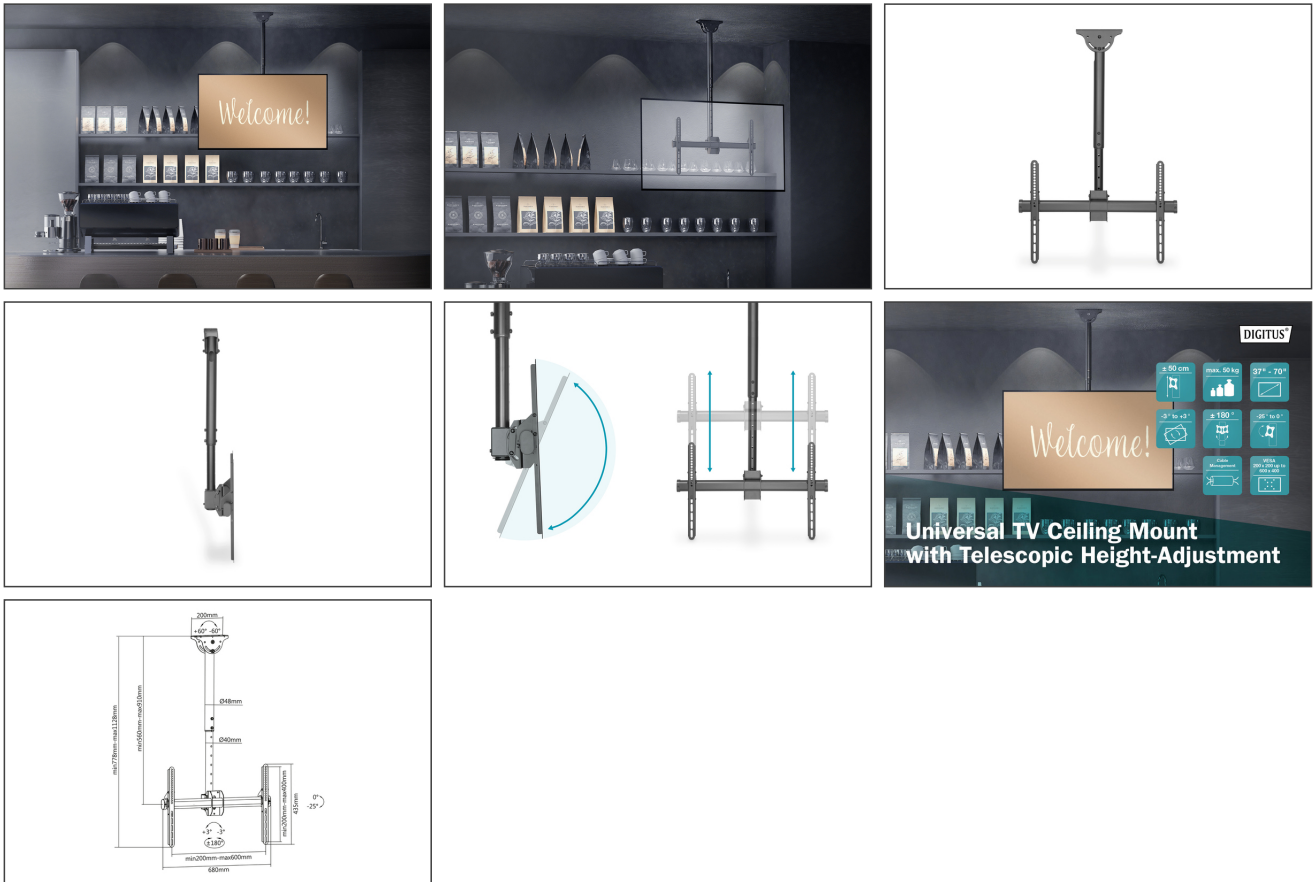 Welcome!
DIGITUS®
± 50 cm
max. 50 kg
37" - 70"
-3° to +3°
± 180°
-25° to 0°
Welcome!
Cable
Management
VESA
200 x 200 up to
600 x 400
Universal TV Ceiling Mount
with Telescopic Height-Adjustment
200mm
+60° -60°
Ø48mm
Ø40mm
min778mm-max1128mm
min560mm-max910mm
min200mm-max400mm
435mm
0°
-25°
+3° -3°
±180°
min200mm-max600mm
680mm